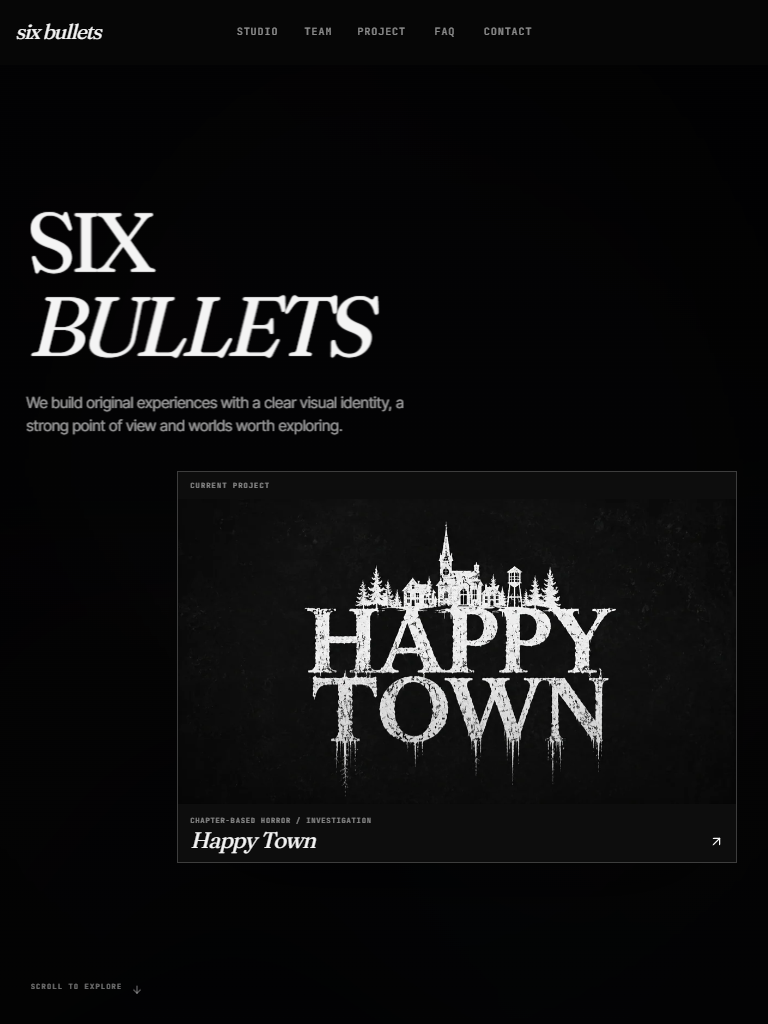 six bullets
STUDIO TEAM PROJECT FAQ CONTACT
SIX
BULLETS
We build original experiences with a clear visual identity, a
strong point of view and worlds worth exploring.
CURRENT PROJECT
HAPPY
TOWN
CHAPTER-BASED HORROR / INVESTIGATION
Happy Town
SCROLL TO EXPLORE